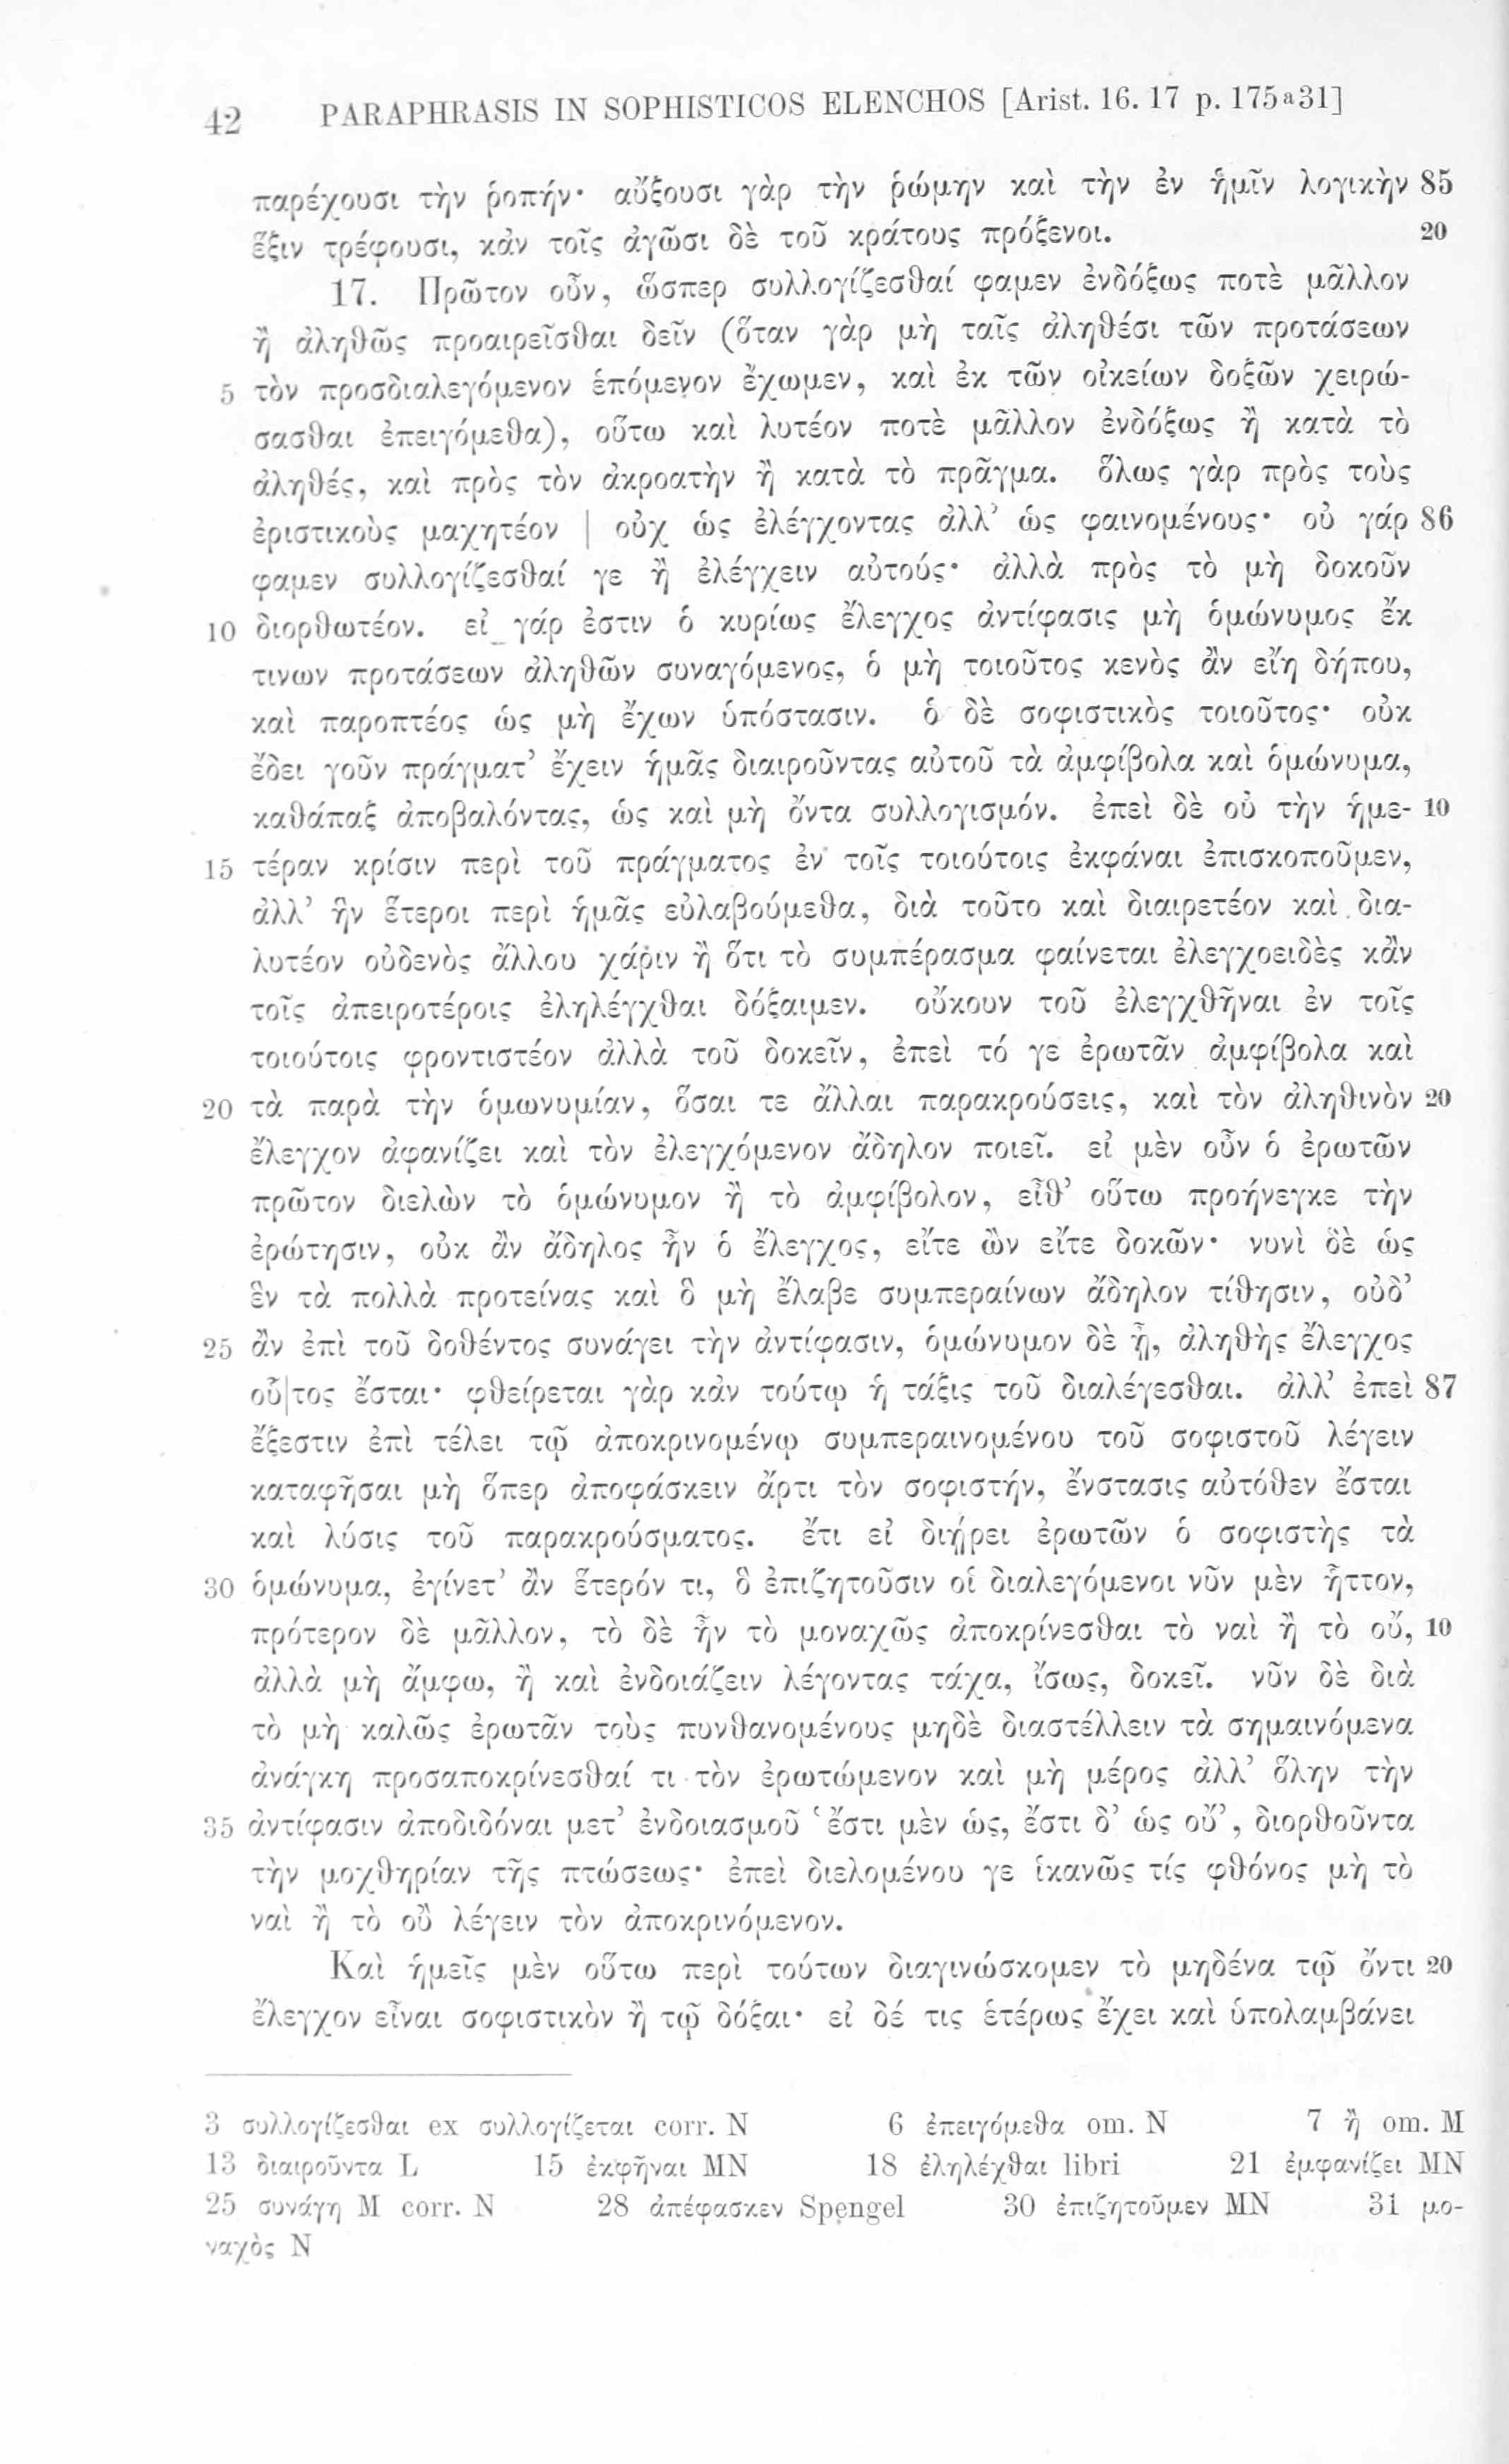 42 PARAPHRASIS IN SOPHISTICOS ELENCHOS [Arist. 16. 17 p. 175a31]
παρέχουσι τὴν ῥοπήν· αὔξουσι γὰρ τὴν ῥώμην καὶ τὴν ἐν ἡμῖν λογικὴν 85
ἕξιν τρέφουσι, κἀν τοῖς ἀγῶσι δὲ τοῦ κράτους πρόξενοι. 20
17. Πρῶτον οὖν, ὥσπερ συλλογίζεσθαί φαμεν ἐνδόξως ποτὲ μᾶλλον
ἢ ἀληθῶς προαιρεῖσθαι δεῖν (ὅταν γὰρ μὴ ταῖς ἀληθέσι τῶν προτάσεων
5 τὸν προσδιαλεγόμενον ἑπόμενον ἔχωμεν, καὶ ἐκ τῶν οἰκείων δοξῶν χειρώ-
σασθαι ἐπειγόμεθα), οὕτω καὶ λυτέον ποτὲ μᾶλλον ἐνδόξως ἢ κατὰ τὸ
ἀληθές, καὶ πρὸς τὸν ἀκροατὴν ἢ κατὰ τὸ πρᾶγμα. ὅλως γὰρ πρὸς τοὺς
ἐριστικοὺς μαχητέον | οὐχ ὡς ἐλέγχοντας ἀλλ’ ὡς φαινομένους· οὐ γάρ 86
φαμεν συλλογίζεσθαί γε ἢ ἐλέγχειν αὐτούς· ἀλλὰ πρὸς τὸ μὴ δοκοῦν
10 διορθωτέον. εἰ γάρ ἐστιν ὁ κυρίως ἔλεγχος ἀντίφασις μὴ ὁμώνυμος ἔκ
τινων προτάσεων ἀληθῶν συναγόμενος, ὁ μὴ τοιοῦτος κενὸς ἂν εἴη δήπου,
καὶ παροπτέος ὡς μὴ ἔχων ὑπόστασιν. ὁ δὲ σοφιστικὸς τοιοῦτος· οὐκ
ἔδει γοῦν πράγματ’ ἔχειν ἡμᾶς διαιροῦντας αὐτοῦ τὰ ἀμφίβολα καὶ ὁμώνυμα,
καθάπαξ ἀποβαλόντας, ὡς καὶ μὴ ὄντα συλλογισμόν. ἐπεὶ δὲ οὐ τὴν ἡμε- 10
15 τέραν κρίσιν περὶ τοῦ πράγματος ἐν τοῖς τοιούτοις ἐκφάναι ἐπισκοποῦμεν,
ἀλλ’ ἣν ἕτεροι περὶ ἡμᾶς εὐλαβούμεθα, διὰ τοῦτο καὶ διαιρετέον καὶ δια-
λυτέον οὐδενὸς ἄλλου χάριν ἢ ὅτι τὸ συμπέρασμα φαίνεται ἐλεγχοειδὲς κἂν
τοῖς ἀπειροτέροις ἐληλέγχθαι δόξαιμεν. οὔκουν τοῦ ἐλεγχθῆναι ἐν τοῖς
τοιούτοις φροντιστέον ἀλλὰ τοῦ δοκεῖν, ἐπεὶ τό γε ἐρωτᾶν ἀμφίβολα καὶ
20 τὰ παρὰ τὴν ὁμωνυμίαν, ὅσαι τε ἄλλαι παρακρούσεις, καὶ τὸν ἀληθινὸν 20
ἔλεγχον ἀφανίζει καὶ τὸν ἐλεγχόμενον ἄδηλον ποιεῖ. εἰ μὲν οὖν ὁ ἐρωτῶν
πρῶτον διελὼν τὸ ὁμώνυμον ἢ τὸ ἀμφίβολον, εἶθ’ οὕτω προήνεγκε τὴν
ἐρώτησιν, οὐκ ἂν ἄδηλος ἦν ὁ ἔλεγχος, εἴτε ὢν εἴτε δοκῶν· νυνὶ δὲ ὡς
ἓν τὰ πολλὰ προτείνας καὶ ὃ μὴ ἔλαβε συμπεραίνων ἄδηλον τίθησιν, οὐδ’
25 ἂν ἐπὶ τοῦ δοθέντος συνάγει τὴν ἀντίφασιν, ὁμώνυμον δὲ ᾖ, ἀληθὴς ἔλεγχος
οὗ|τος ἔσται· φθείρεται γὰρ κἀν τούτῳ ἡ τάξις τοῦ διαλέγεσθαι. ἀλλ’ ἐπεὶ 87
ἔξεστιν ἐπὶ τέλει τῷ ἀποκρινομένῳ συμπεραινομένου τοῦ σοφιστοῦ λέγειν
καταφῆσαι μὴ ὅπερ ἀποφάσκειν ἄρτι τὸν σοφιστήν, ἔνστασις αὐτόθεν ἔσται
καὶ λύσις τοῦ παρακρούσματος. ἔτι εἰ διῄρει ἐρωτῶν ὁ σοφιστὴς τὰ
30 ὁμώνυμα, ἐγίνετ’ ἂν ἕτερόν τι, ὃ ἐπιζητοῦσιν οἱ διαλεγόμενοι νῦν μὲν ἧττον,
πρότερον δὲ μᾶλλον, τὸ δὲ ἦν τὸ μοναχῶς ἀποκρίνεσθαι τὸ ναὶ ἢ τὸ οὔ, 10
ἀλλὰ μὴ ἄμφω, ἢ καὶ ἐνδοιάζειν λέγοντας τάχα, ἴσως, δοκεῖ. νῦν δὲ διὰ
τὸ μὴ καλῶς ἐρωτᾶν τοὺς πυνθανομένους μηδὲ διαστέλλειν τὰ σημαινόμενα
ἀνάγκη προσαποκρίνεσθαί τι τὸν ἐρωτώμενον καὶ μὴ μέρος ἀλλ’ ὅλην τὴν
35 ἀντίφασιν ἀποδιδόναι μετ’ ἐνδοιασμοῦ ‘ἔστι μὲν ὡς, ἔστι δ’ ὡς οὔ’, διορθοῦντα
τὴν μοχθηρίαν τῆς πτώσεως· ἐπεὶ διελομένου γε ἱκανῶς τίς φθόνος μὴ τὸ
ναὶ ἢ τὸ οὒ λέγειν τὸν ἀποκρινόμενον.
Καὶ ἡμεῖς μὲν οὕτω περὶ τούτων διαγινώσκομεν τὸ μηδένα τῷ ὄντι 20
ἔλεγχον εἶναι σοφιστικὸν ἢ τῷ δόξαι· εἰ δέ τις ἑτέρως ἔχει καὶ ὑπολαμβάνει
3 συλλογίζεσθαι ex συλλογίζεται corr. N 6 ἐπειγόμεθα om. N 7 ἢ om. M
13 διαιροῦντα L 15 ἐκφῆναι MN 18 ἐληλέχθαι libri 21 ἐμφανίζει MN
25 συνάγη M corr. N 28 ἀπέφασκεν Spengel 30 ἐπιζητοῦμεν MN 31 μο-
ναχὸς N